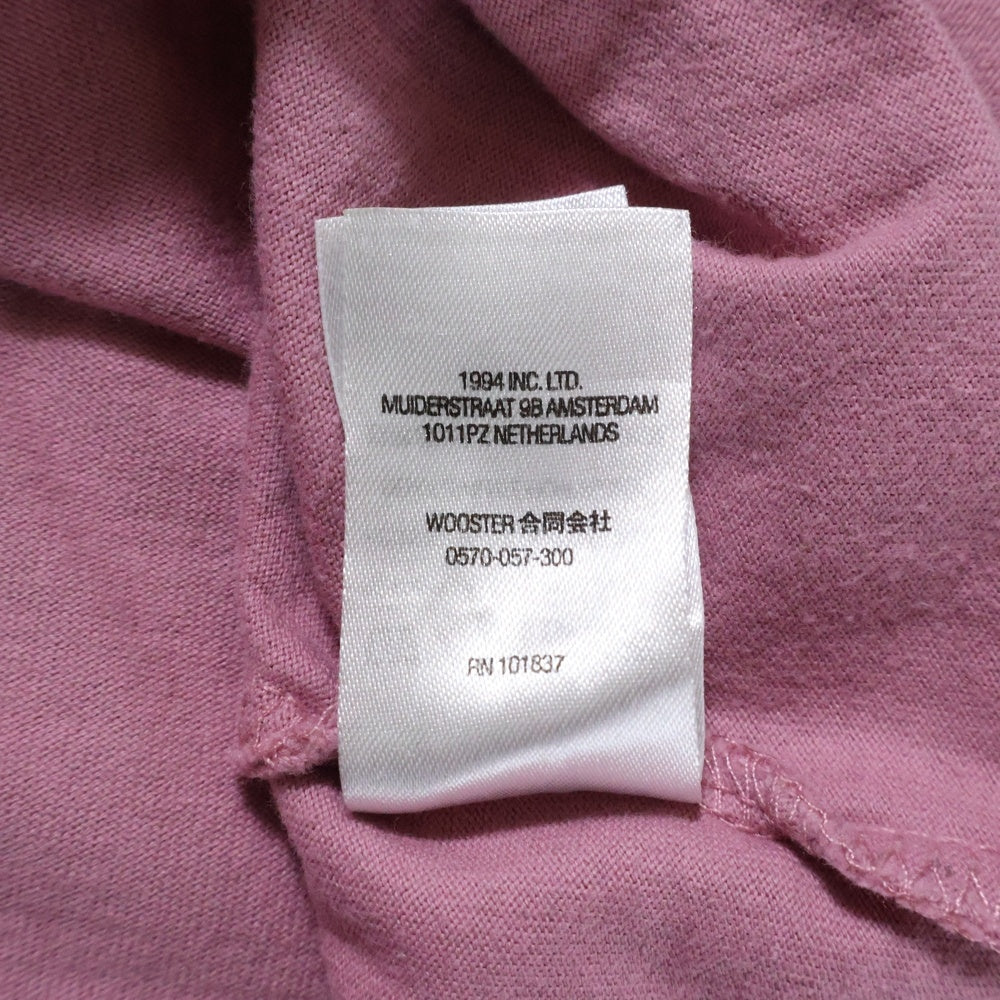 1994 INC. LTD.
MUIDERSTRAAT 9B AMSTERDAM
1011PZ NETHERLANDS
WOOSTER 合同会社
0570-057-300
RN 101837